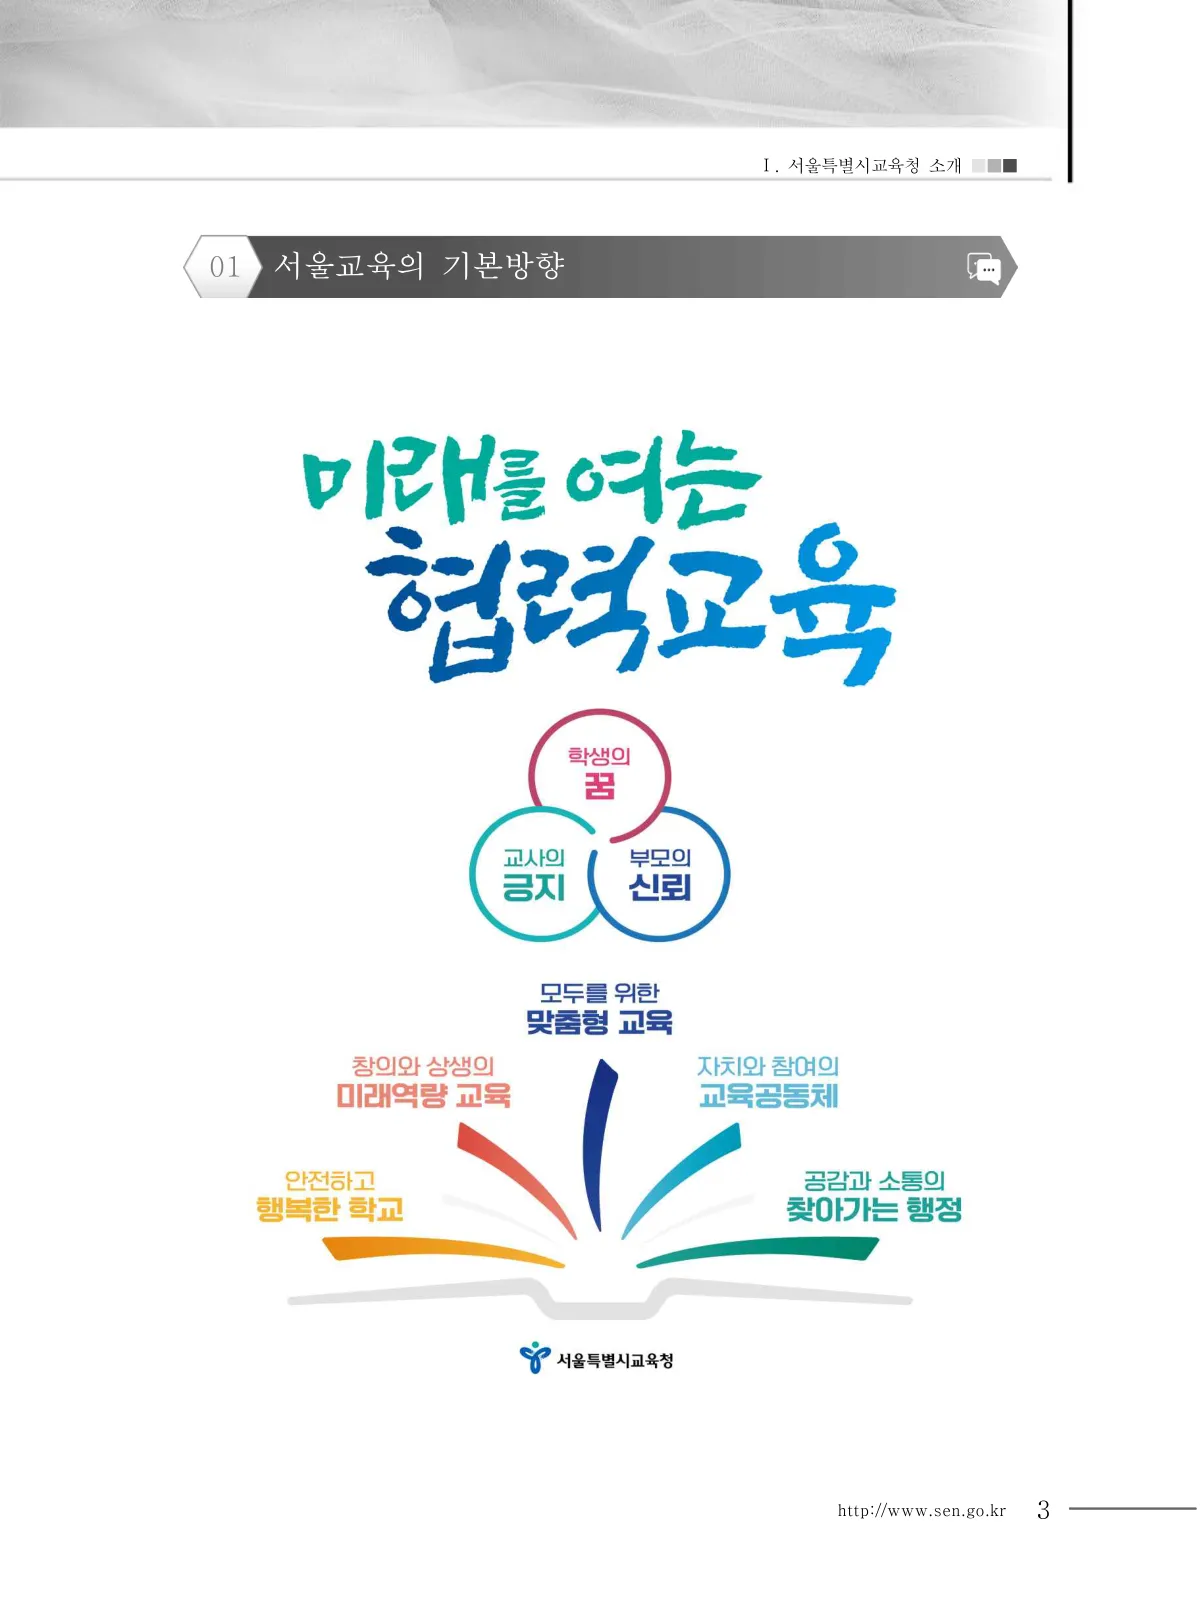 Ⅰ. 서울특별시교육청 소개
01 서울교육의 기본방향
미래를 여는
협력교육
학생의
꿈
교사의
긍지
부모의
신뢰
모두를 위한
맞춤형 교육
창의와 상생의
미래역량 교육
자치와 참여의
교육공동체
안전하고
행복한 학교
공감과 소통의
찾아가는 행정
서울특별시교육청
http://www.sen.go.kr 3